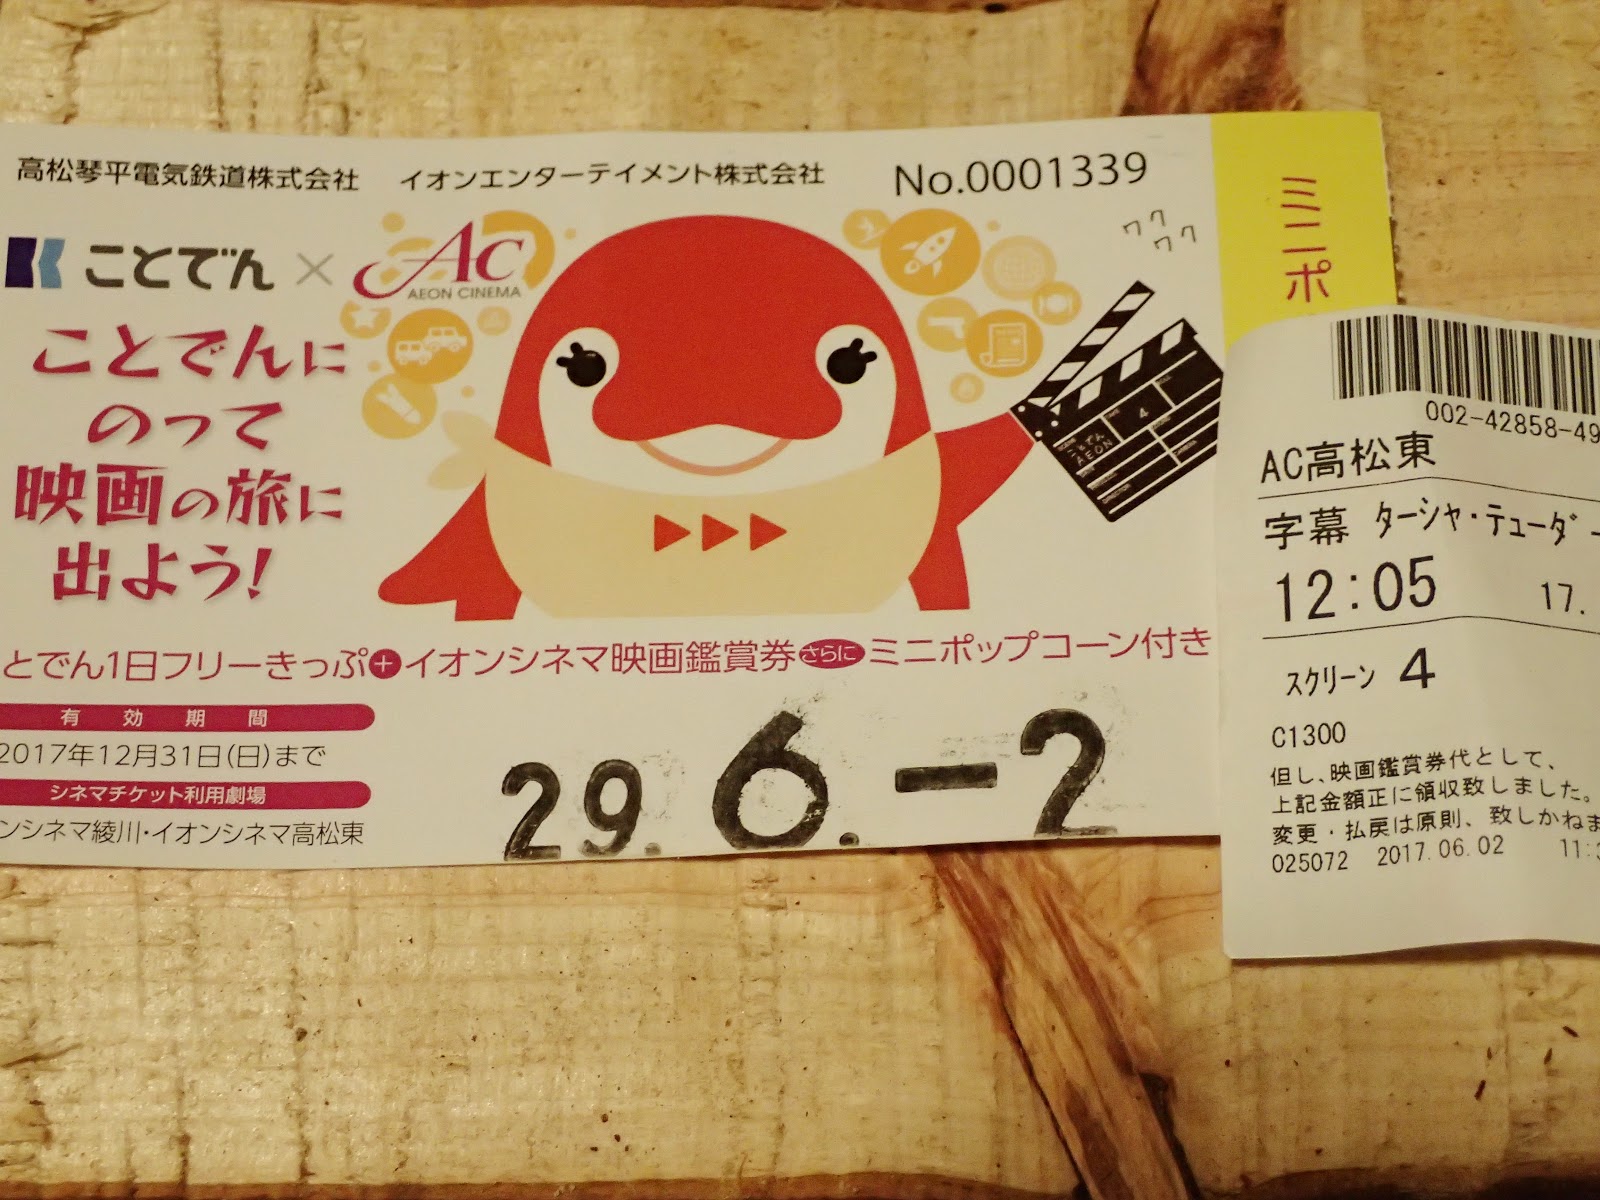 高松琴平電気鉄道株式会社 イオンエンターテイメント株式会社 No.0001339
ことでん × AC
AEON CINEMA
ワク
ワク
ことでんに
のって
映画の旅に
出よう!
ことでん
AEON
4
とでん1日フリーきっぷ+イオンシネマ映画鑑賞券さらにミニポップコーン付き
有効期間
2017年12月31日(日)まで
シネマチケット利用劇場
ンシネマ綾川・イオンシネマ高松東
29. 6. -2
ミニポ
002-42858-49
AC高松東
字幕 ターシャ・テューダー
12:05 17.
スクリーン 4
C1300
但し、映画鑑賞券代として、
上記金額正に領収致しました。
変更・払戻は原則、致しかねま
025072 2017.06.02 11:3